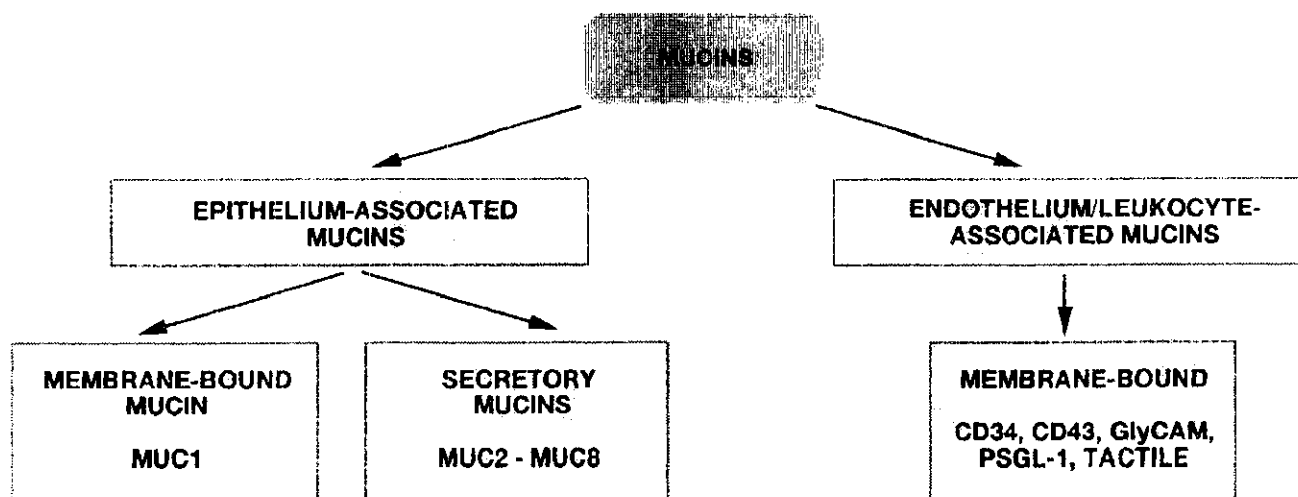 MUCINS
EPITHELIUM-ASSOCIATED
MUCINS
ENDOTHELIUM/LEUKOCYTE-
ASSOCIATED MUCINS
MEMBRANE-BOUND
MUCIN
MUC1
SECRETORY
MUCINS
MUC2 - MUC8
MEMBRANE-BOUND
CD34, CD43, GlyCAM,
PSGL-1, TACTILE